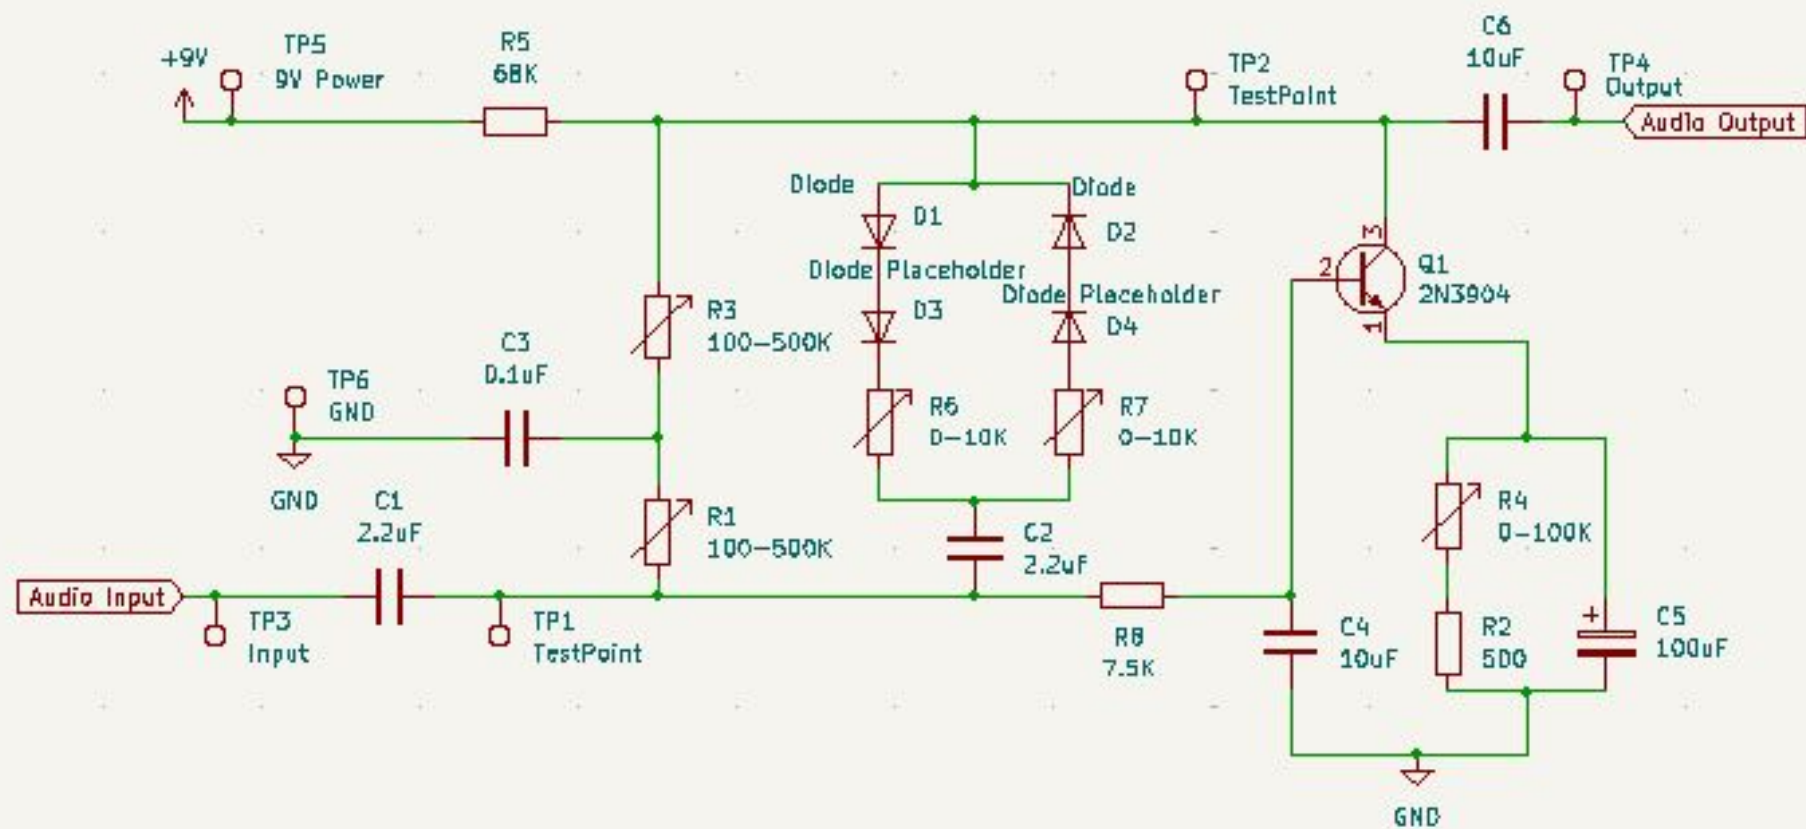 +9V
TP5
9V Power
R5
68K
TP2
TestPoint
C6
10uF
TP4
Output
Audio Output
Diode
D1
Diode
D2
Diode Placeholder
D3
Diode Placeholder
D4
3
2
1
Q1
2N3904
R3
100-500K
C3
0.1uF
TP6
GND
GND
R6
0-10K
R7
0-10K
C1
2.2uF
R1
100-500K
C2
2.2uF
R4
0-100K
Audio Input
TP3
Input
TP1
TestPoint
R8
7.5K
C4
10uF
R2
500
+
C5
100uF
GND